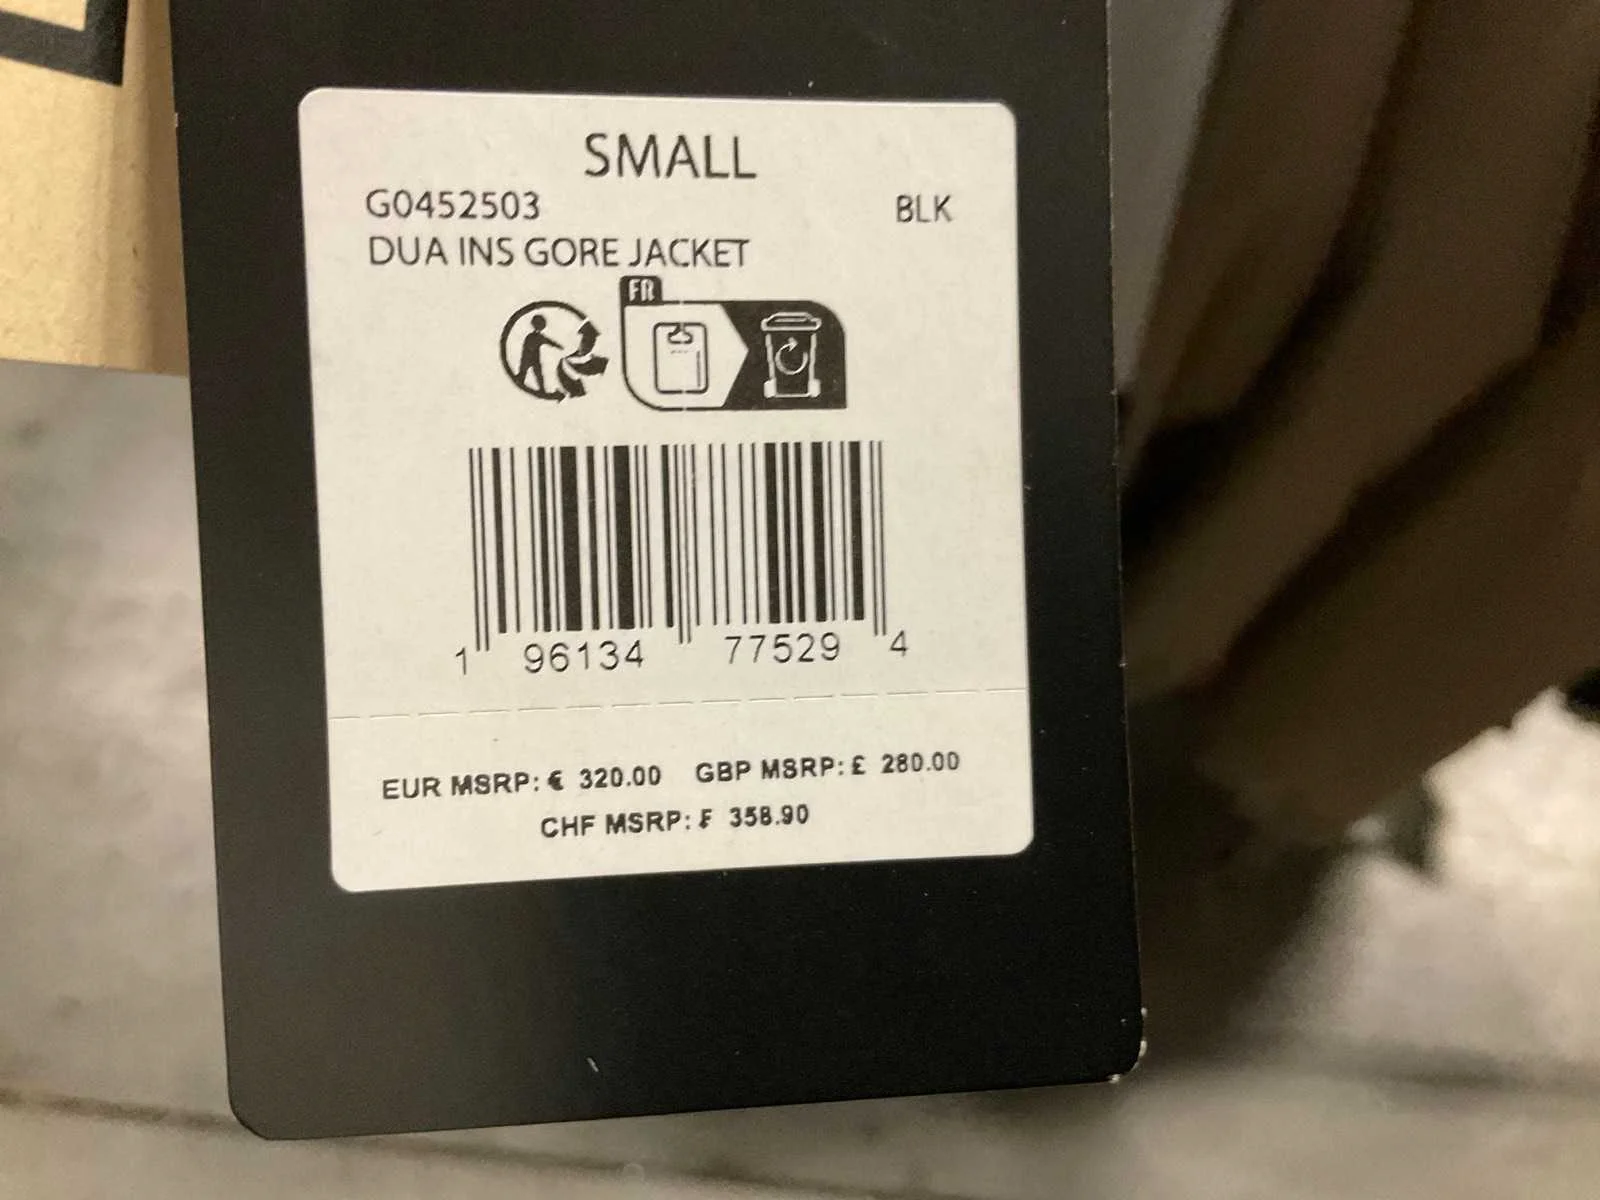 SMALL
G0452503 BLK
DUA INS GORE JACKET
FR
1 96134 77529 4
EUR MSRP: € 320.00 GBP MSRP: £ 280.00
CHF MSRP: ₣ 358.90